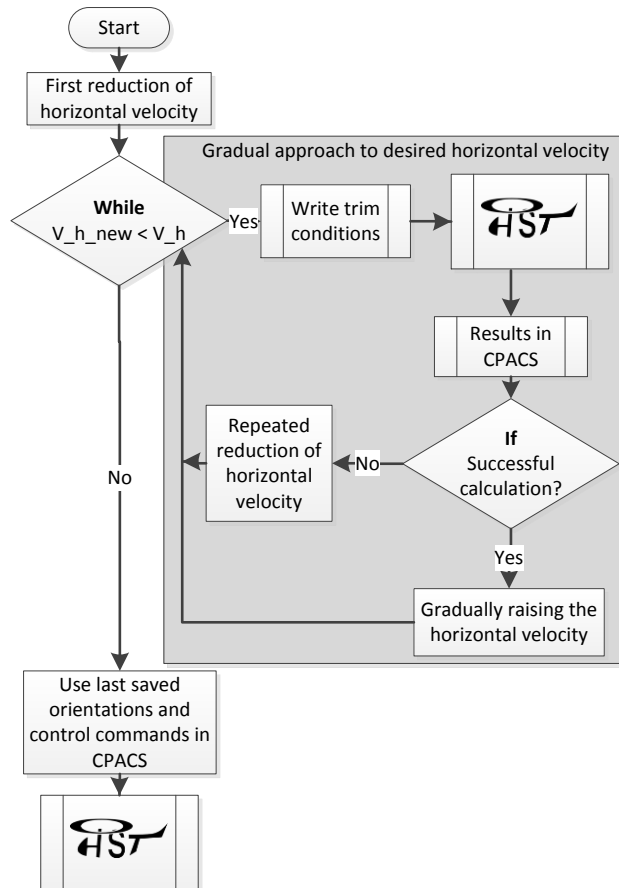 Start
First reduction of
horizontal velocity
Gradual approach to desired horizontal velocity
While
V_h_new < V_h
Yes
Write trim
conditions
HST
Results in
CPACS
If
Successful
calculation?
No
Repeated
reduction of
horizontal
velocity
Yes
Gradually raising the
horizontal velocity
No
Use last saved
orientations and
control commands in
CPACS
HST